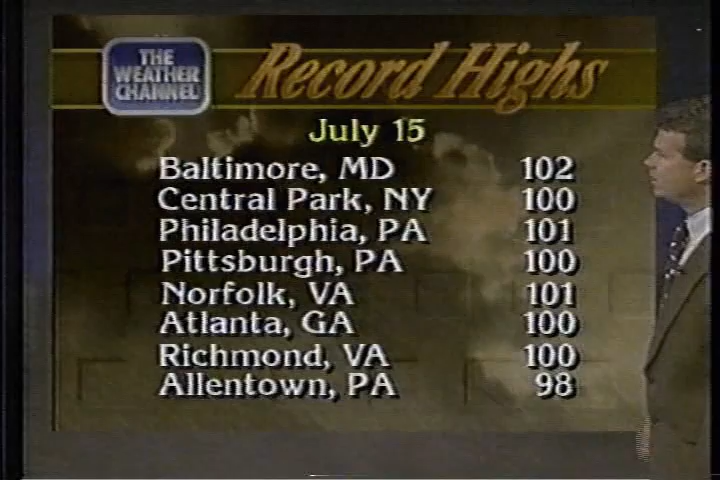 THE
WEATHER
CHANNEL
Record Highs
July 15
Baltimore, MD 102
Central Park, NY 100
Philadelphia, PA 101
Pittsburgh, PA 100
Norfolk, VA 101
Atlanta, GA 100
Richmond, VA 100
Allentown, PA 98